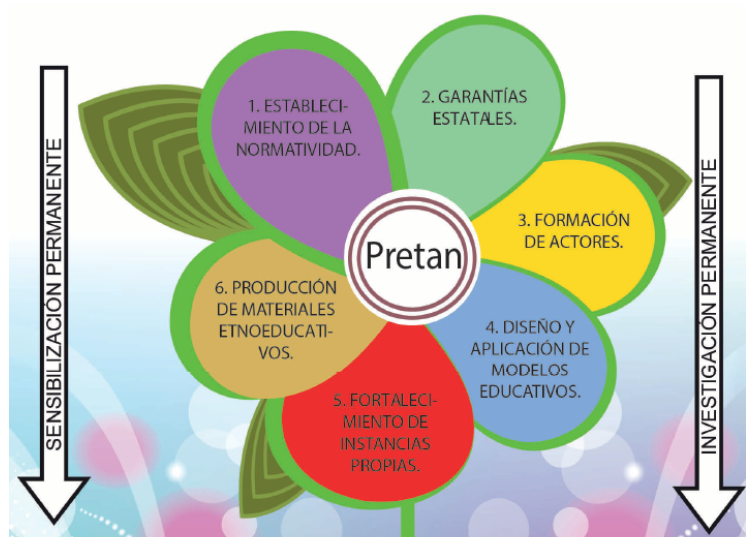 SENSIBILIZACIÓN PERMANENTE
1. ESTABLECI-
MIENTO DE LA
NORMATIVIDAD.
2. GARANTÍAS
ESTATALES.
3. FORMACIÓN
DE ACTORES.
Pretan
4. DISEÑO Y
APLICACIÓN DE
MODELOS
EDUCATIVOS.
5. FORTALECI-
MIENTO DE
INSTANCIAS
PROPIAS.
6. PRODUCCIÓN
DE MATERIALES
ETNOEDUCATI-
VOS.
INVESTIGACIÓN PERMANENTE